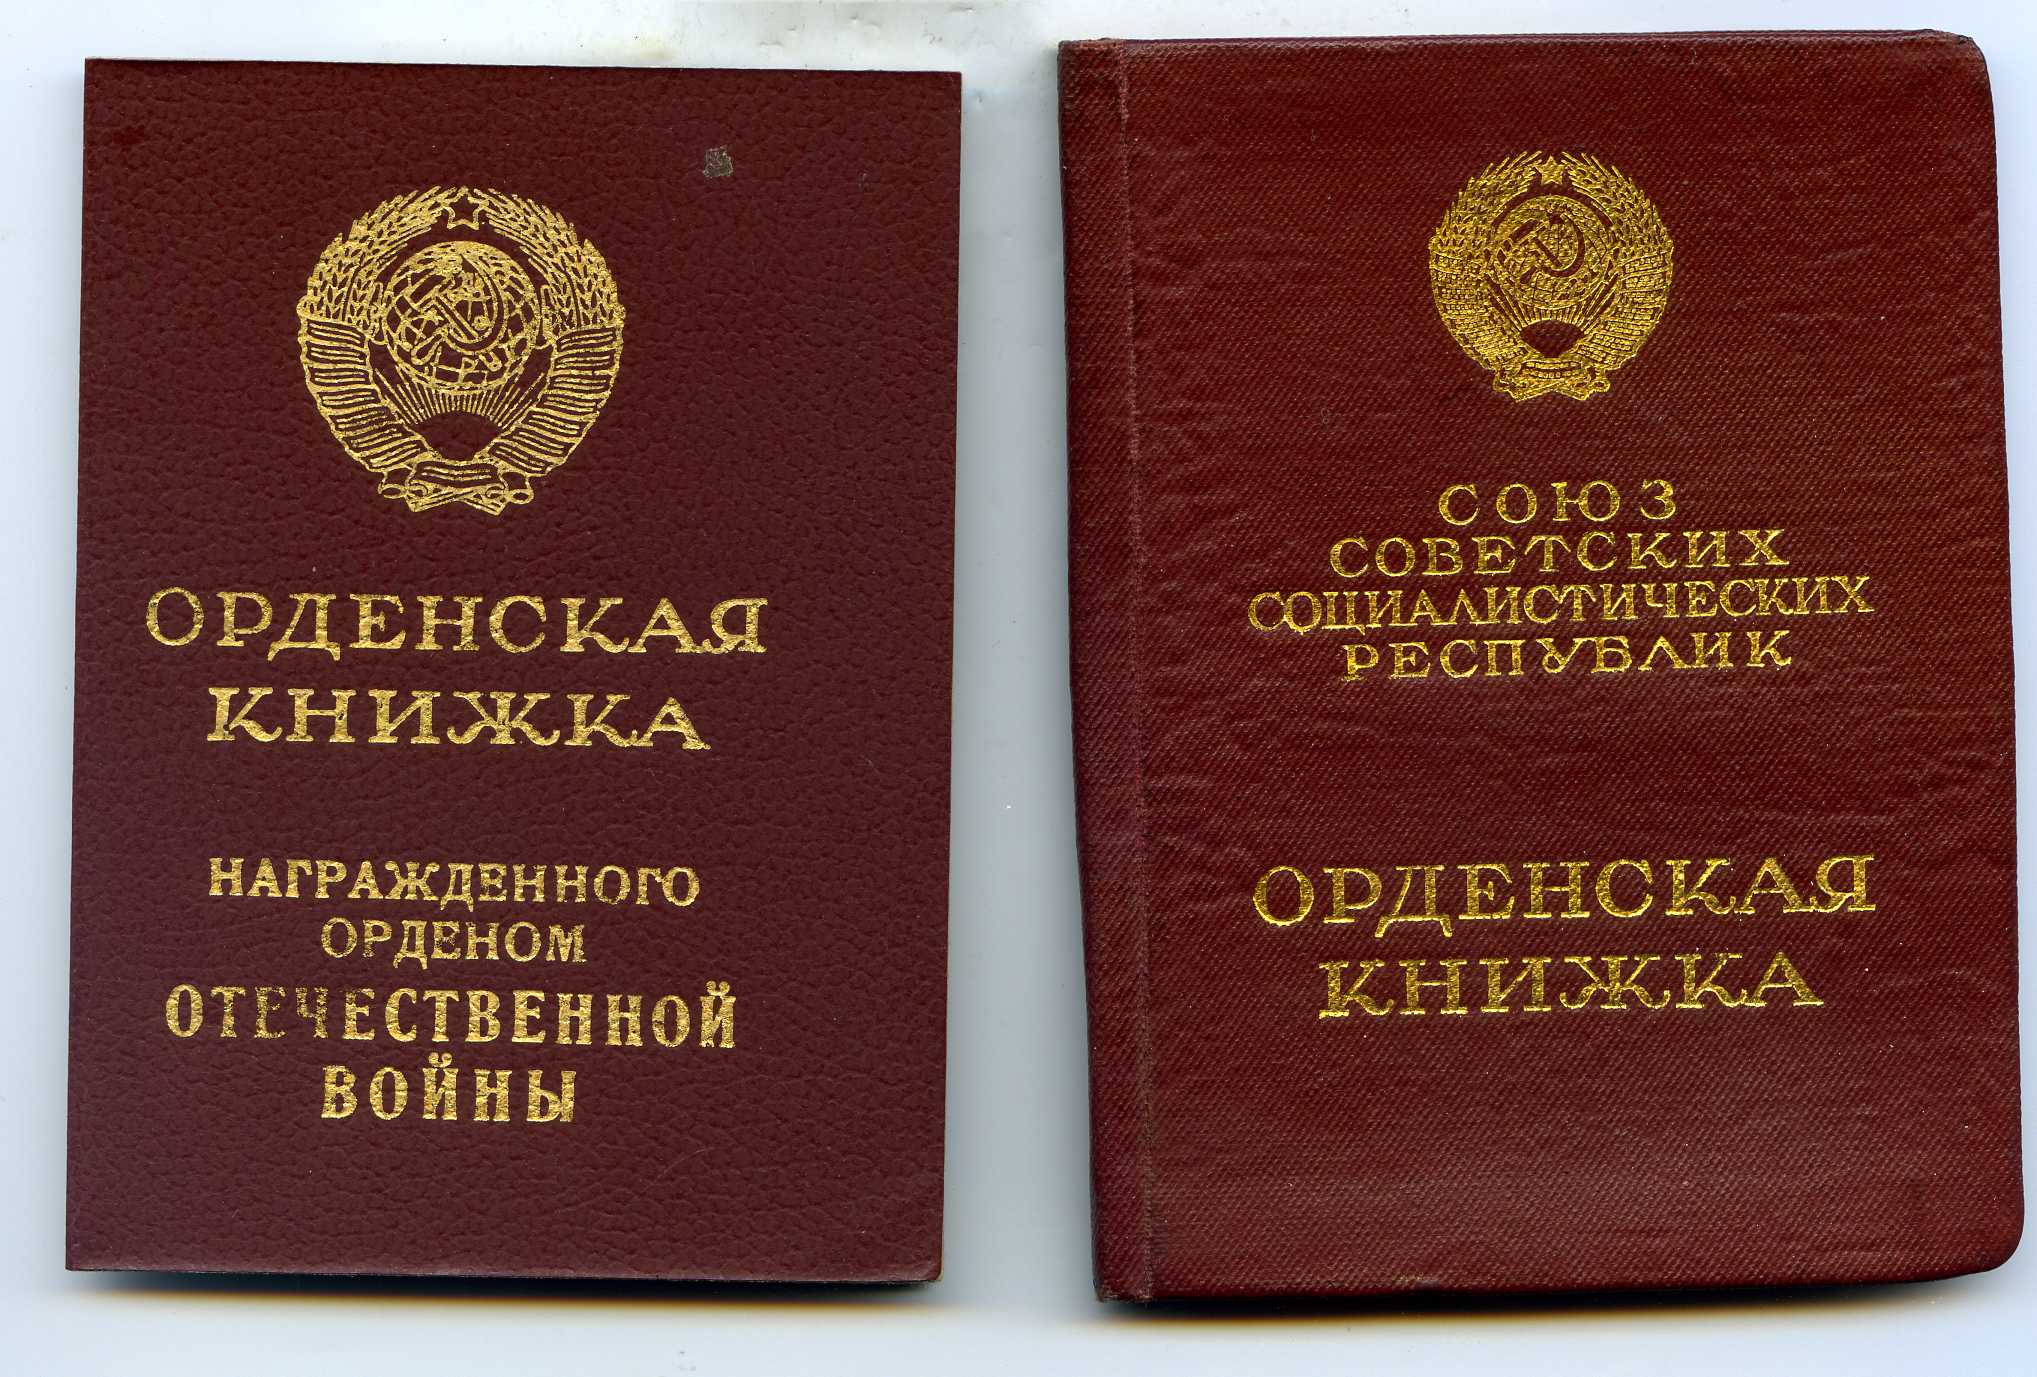 ОРДЕНСКАЯ
КНИЖКА
НАГРАЖДЕННОГО
ОРДЕНОМ
ОТЕЧЕСТВЕННОЙ
ВОЙНЫ
СОЮЗ
СОВЕТСКИХ
СОЦИАЛИСТИЧЕСКИХ
РЕСПУБЛИК
ОРДЕНСКАЯ
КНИЖКА